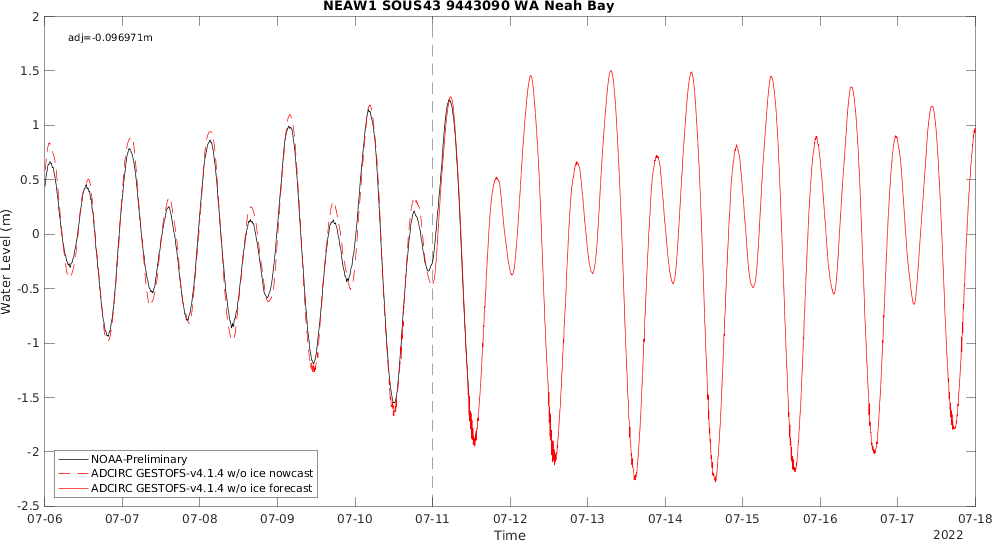 NEAW1 SOUS43 9443090 WA Neah Bay
adj=-0.096971m
Water Level (m)
2
1.5
1
0.5
0
-0.5
-1
-1.5
-2
-2.5
NOAA-Preliminary
ADCIRC GESTOFS-v4.1.4 w/o ice nowcast
ADCIRC GESTOFS-v4.1.4 w/o ice forecast
07-06 07-07 07-08 07-09 07-10 07-11 07-12 07-13 07-14 07-15 07-16 07-17 07-18
Time
2022